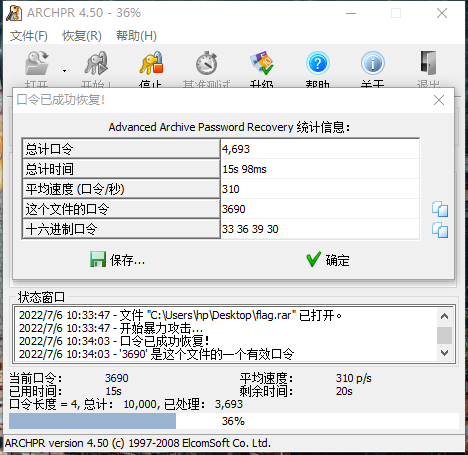 ARCHPR 4.50 - 36%
文件(F) 恢复(R) 帮助(H)
打开 开始! 停止 基准测试 升级 帮助 关于 退出
口令已成功恢复!
Advanced Archive Password Recovery 统计信息:
总计口令 4,693
总计时间 15s 98ms
平均速度 (口令/秒) 310
这个文件的口令 3690
十六进制口令 33 36 39 30
保存... 确定
状态窗口
2022/7/6 10:33:47 - 文件 "C:\Users\hp\Desktop\flag.rar" 已打开。
2022/7/6 10:33:47 - 开始暴力攻击...
2022/7/6 10:34:03 - 口令已成功恢复!
2022/7/6 10:34:03 - '3690' 是这个文件的一个有效口令
当前口令: 3690 平均速度: 310 p/s
已用时间: 15s 剩余时间: 20s
口令长度 = 4, 总计: 10,000, 已处理: 3,693
36%
ARCHPR version 4.50 (c) 1997-2008 ElcomSoft Co. Ltd.